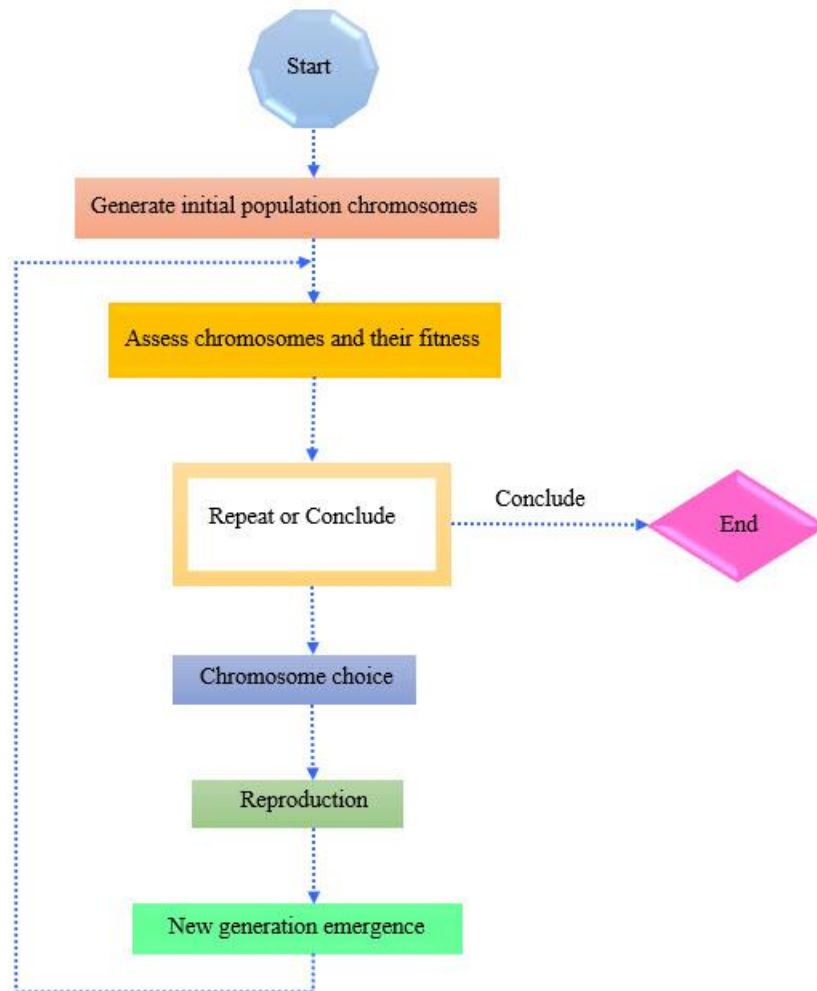 Start
Generate initial population chromosomes
Assess chromosomes and their fitness
Repeat or Conclude
Conclude
End
Chromosome choice
Reproduction
New generation emergence